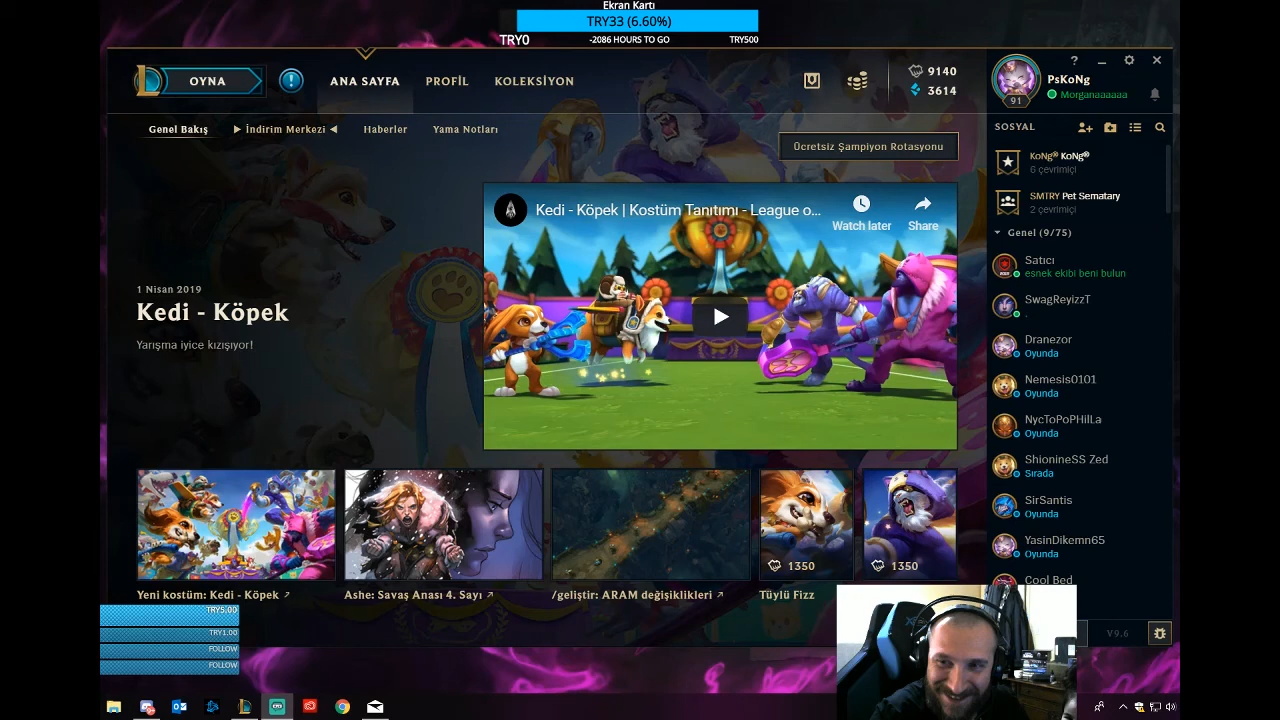 Ekran Kartı
TRY33 (6.60%)
TRY0
-2086 HOURS TO GO
TRY500
OYNA
ANA SAYFA
PROFİL
KOLEKSİYON
9140
3614
91
PsKoNg
Morganaaaaaa
Genel Bakış
İndirim Merkezi
Haberler
Yama Notları
Ücretsiz Şampiyon Rotasyonu
SOSYAL
KoNg® KoNg®
6 çevrimiçi
SMTRY Pet Sematary
2 çevrimiçi
Genel (9/75)
Satıcı
esnek ekibi beni bulun
SwagReyizzT
.
Dranezor
Oyunda
Nemesis0101
Oyunda
NycToPoPHilLa
Oyunda
ShionineSS Zed
Sırada
SirSantis
Oyunda
YasinDikemn65
Oyunda
Cool Bed
Kedi - Köpek | Kostüm Tanıtımı - League o...
Watch later
Share
1 Nisan 2019
Kedi - Köpek
Yarışma iyice kızışıyor!
1350
1350
Yeni kostüm: Kedi - Köpek
Ashe: Savaş Anası 4. Sayı
/geliştir: ARAM değişiklikleri
Tüylü Fizz
TRY5.00
TRY1.00
FOLLOW
FOLLOW
V9.6